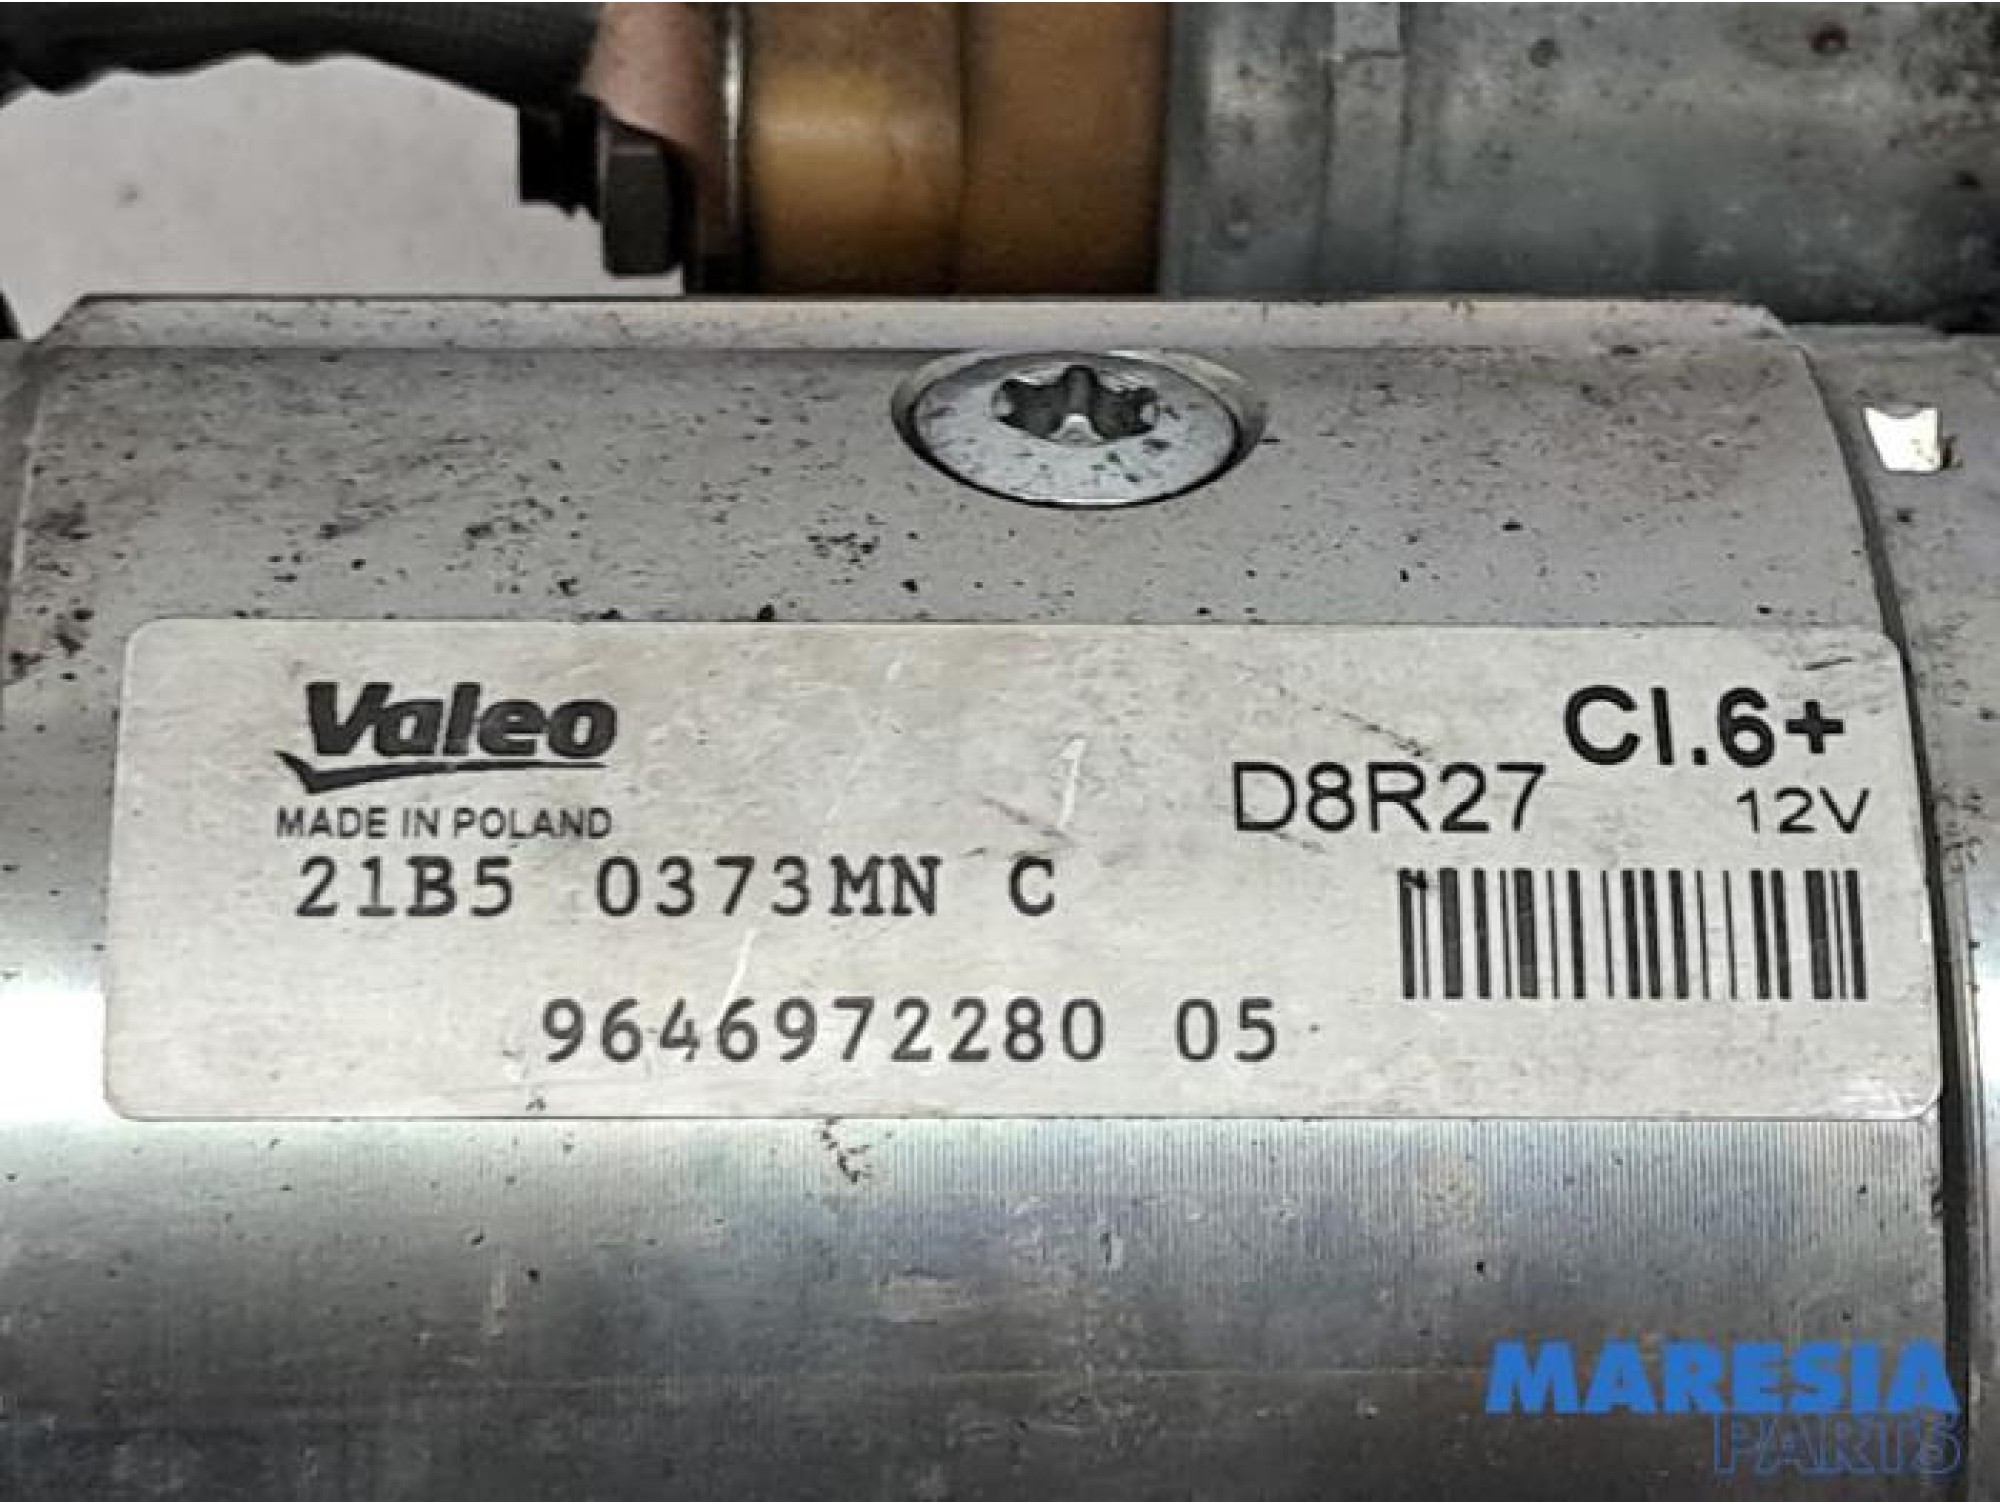 Valeo
MADE IN POLAND
Cl.6+
D8R27
12V
21B5 0373MN C
9646972280 05
MARESIA
PARTS